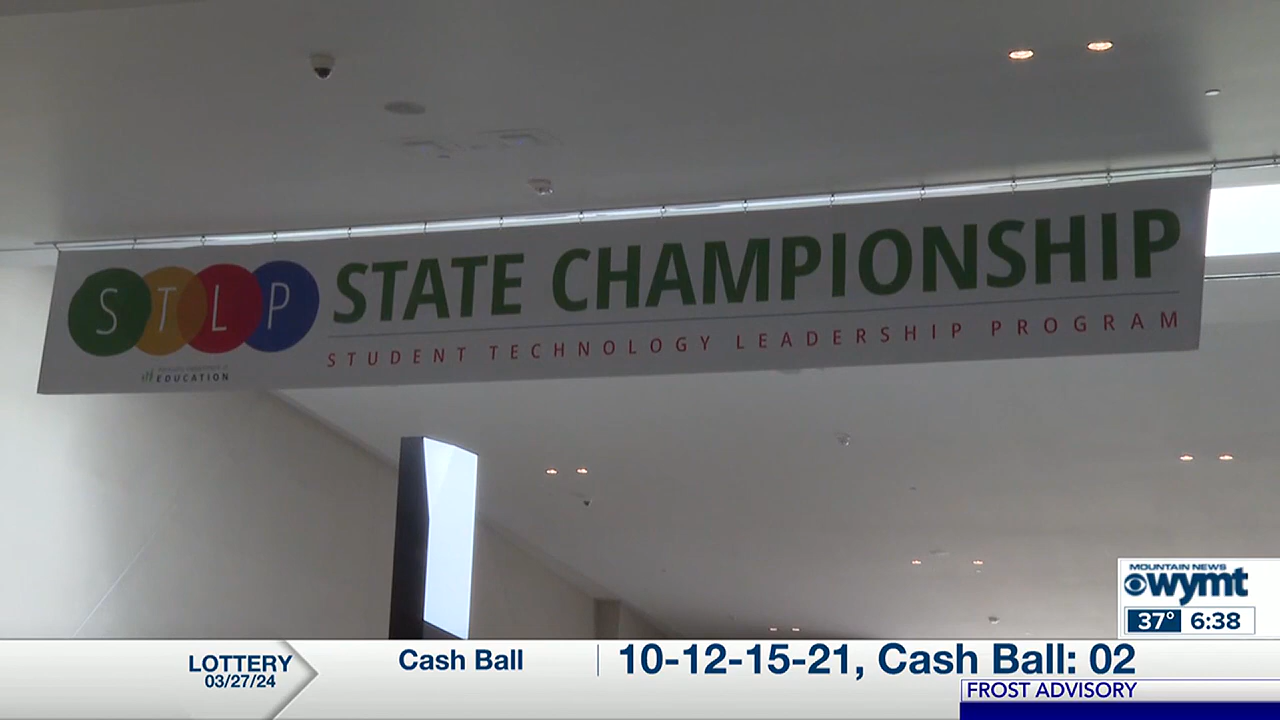 S T L P
STATE CHAMPIONSHIP
STUDENT TECHNOLOGY LEADERSHIP PROGRAM
EDUCATION
MOUNTAIN NEWS
wymt
37° 6:38
LOTTERY
03/27/24
Cash Ball
10-12-15-21, Cash Ball: 02
FROST ADVISORY